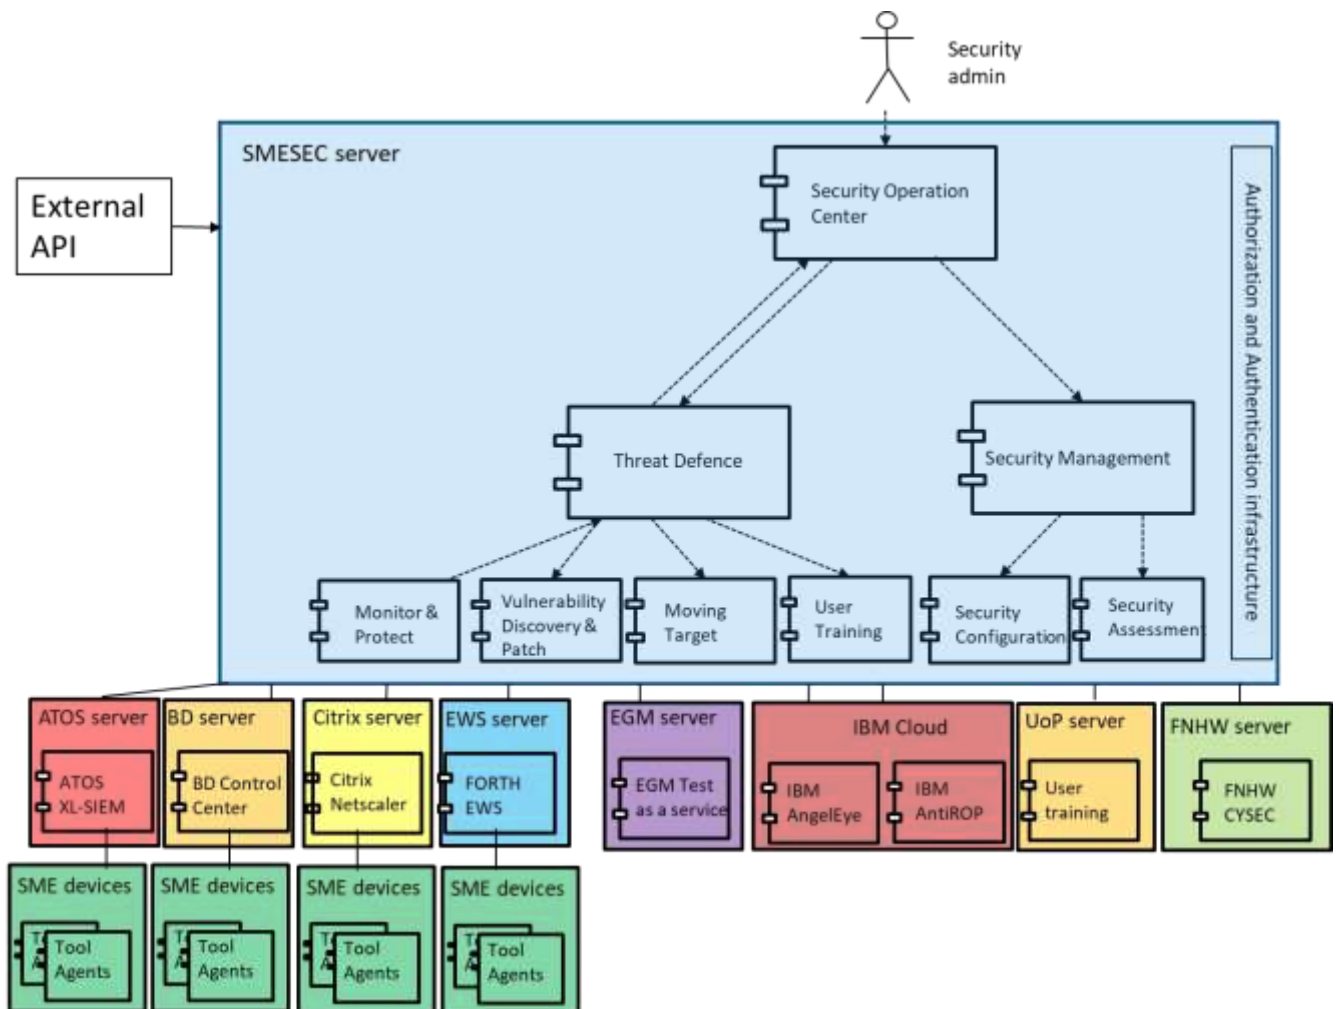 Security
admin
SMESEC server
External
API
Security Operation
Center
Authorization and Authentication infrastructure
Threat Defence
Security Management
Monitor &
Protect
Vulnerability
Discovery &
Patch
Moving
Target
User
Training
Security
Configuration
Security
Assessment
ATOS server
BD server
Citrix server
EWS server
EGM server
IBM Cloud
UoP server
FNHW server
ATOS
XL-SIEM
BD Control
Center
Citrix
Netscaler
FORTH
EWS
EGM Test
as a service
IBM
AngelEye
IBM
AntiROP
User
training
FNHW
CYSEC
SME devices
SME devices
SME devices
SME devices
Tool
Agents
Tool
Agents
Tool
Agents
Tool
Agents